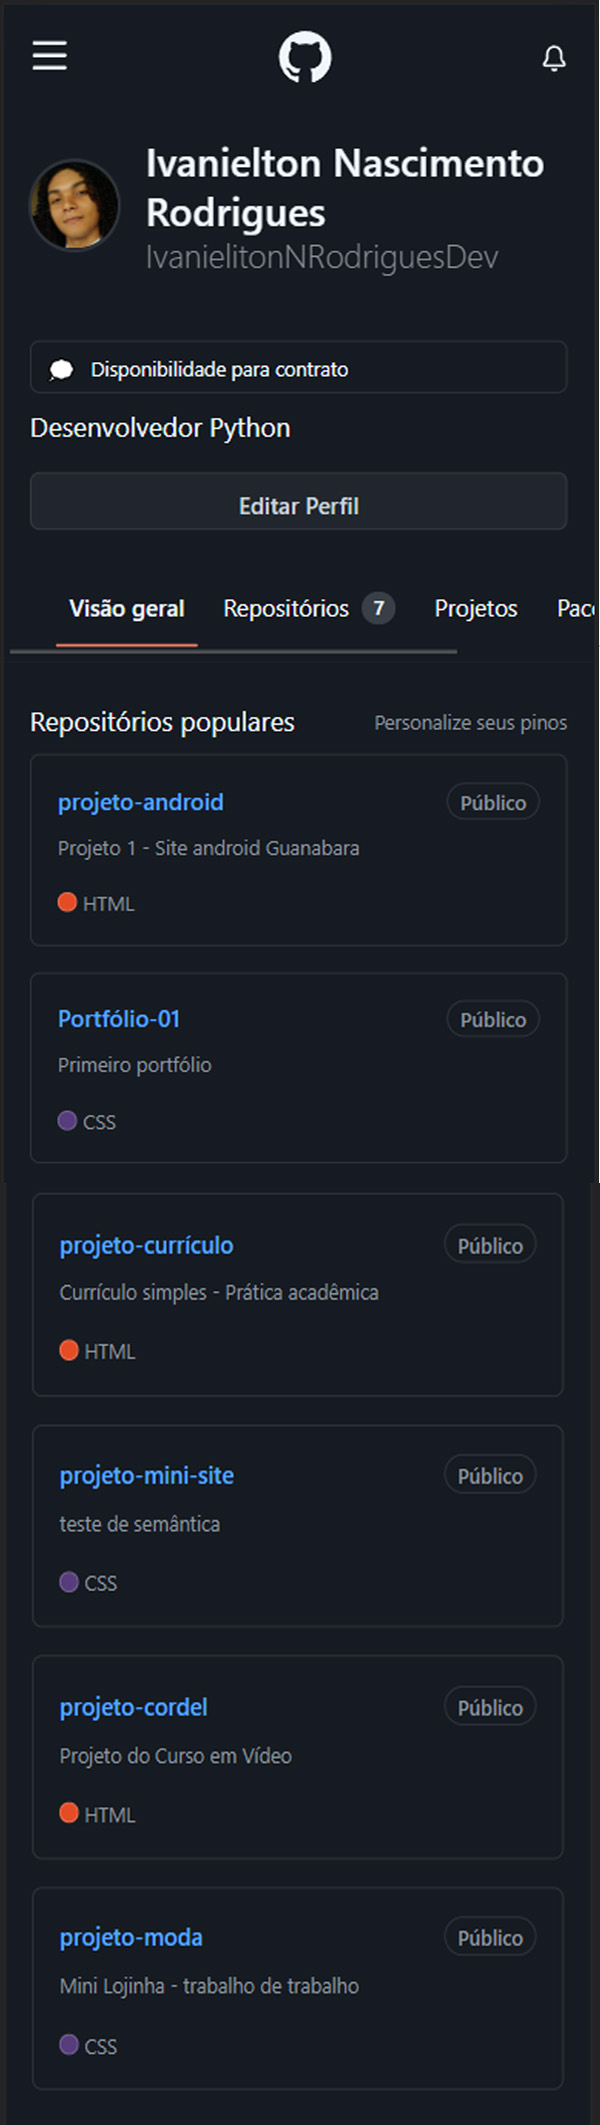 Ivanielton Nascimento
Rodrigues
IvanielitonNRodriguesDev
Disponibilidade para contrato
Desenvolvedor Python
Editar Perfil
Visão geral Repositórios 7 Projetos Pacc
Repositórios populares Personalize seus pinos
projeto-android Público
Projeto 1 - Site android Guanabara
HTML
Portfólio-01 Público
Primeiro portfólio
CSS
projeto-currículo Público
Currículo simples - Prática acadêmica
HTML
projeto-mini-site Público
teste de semântica
CSS
projeto-cordel Público
Projeto do Curso em Vídeo
HTML
projeto-moda Público
Mini Lojinha - trabalho de trabalho
CSS